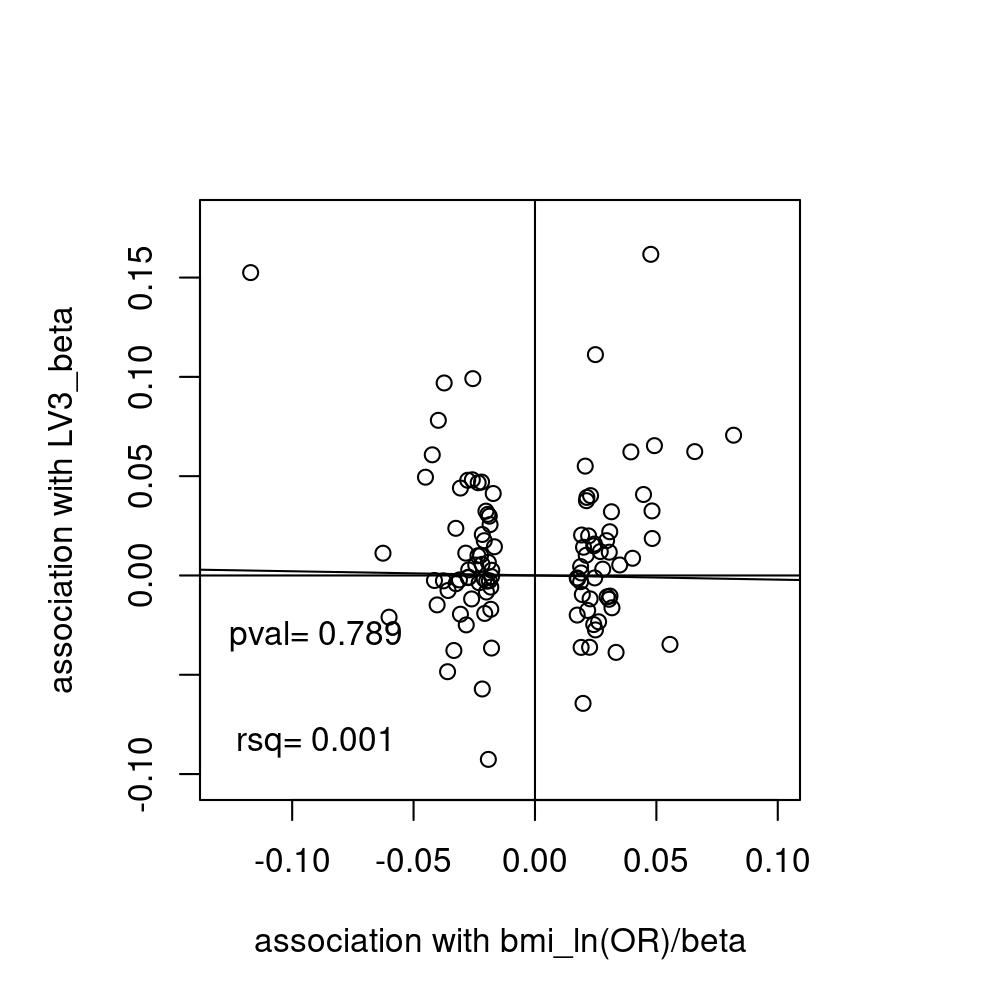 association with LV3_beta
0.15
0.10
0.05
0.00
-0.10
pval= 0.789
rsq= 0.001
-0.10 -0.05 0.00 0.05 0.10
association with bmi_ln(OR)/beta